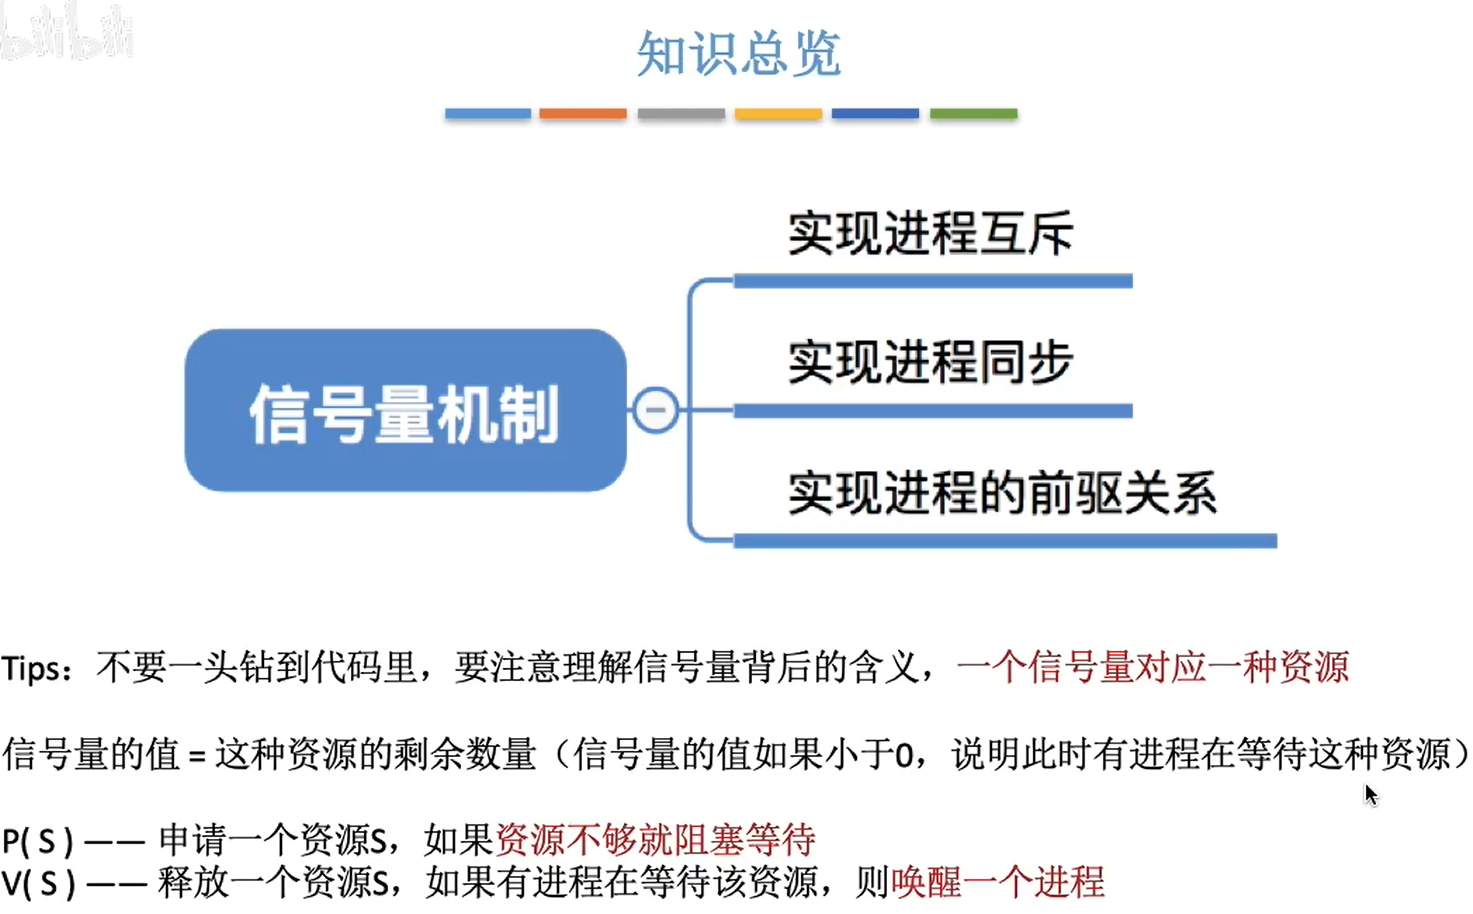 bilibili
知识总览
实现进程互斥
实现进程同步
信号量机制
实现进程的前驱关系
Tips：不要一头钻到代码里，要注意理解信号量背后的含义，一个信号量对应一种资源
信号量的值 = 这种资源的剩余数量（信号量的值如果小于0，说明此时有进程在等待这种资源）
P( S ) —— 申请一个资源S，如果资源不够就阻塞等待
V( S ) —— 释放一个资源S，如果有进程在等待该资源，则唤醒一个进程